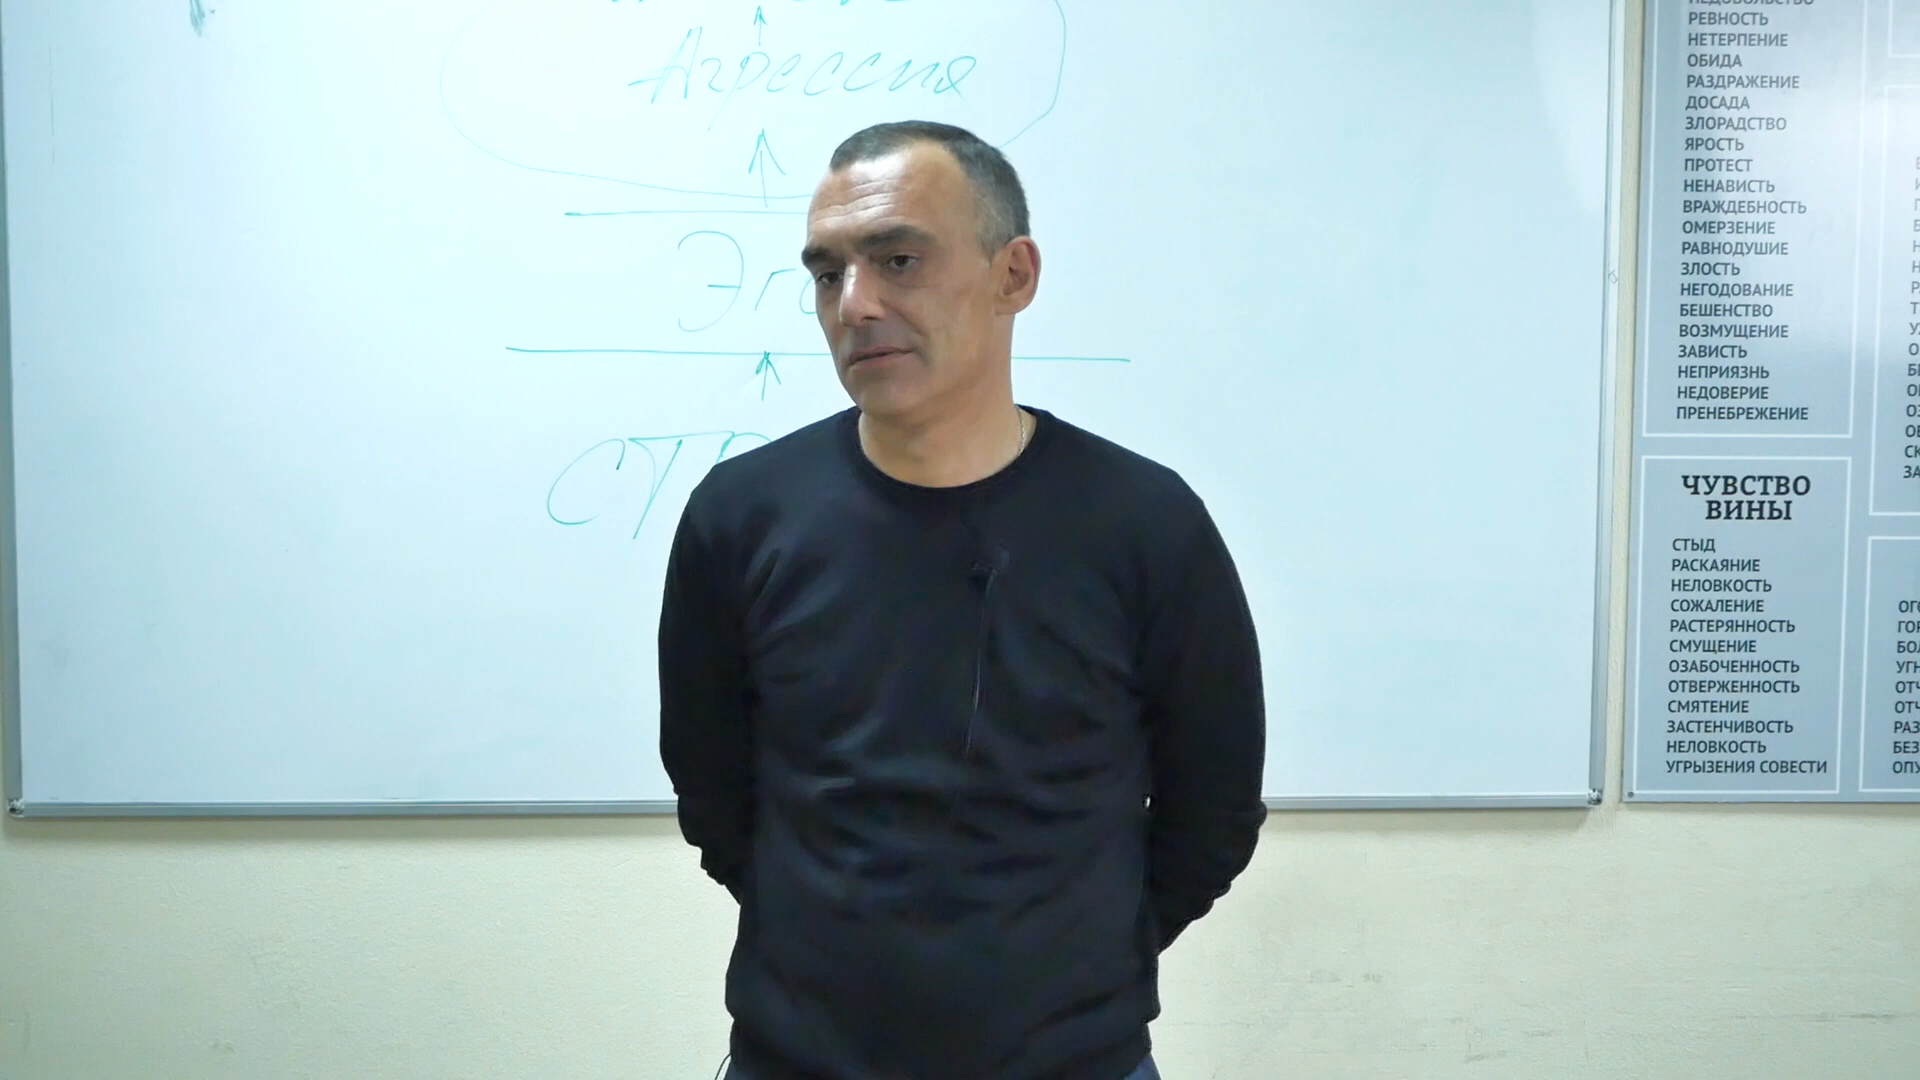 Агрессия
Эго
СТР
НЕДОВОЛЬСТВО
РЕВНОСТЬ
НЕТЕРПЕНИЕ
ОБИДА
РАЗДРАЖЕНИЕ
ДОСАДА
ЗЛОРАДСТВО
ЯРОСТЬ
ПРОТЕСТ
НЕНАВИСТЬ
ВРАЖДЕБНОСТЬ
ОМЕРЗЕНИЕ
РАВНОДУШИЕ
ЗЛОСТЬ
НЕГОДОВАНИЕ
БЕШЕНСТВО
ВОЗМУЩЕНИЕ
ЗАВИСТЬ
НЕПРИЯЗНЬ
НЕДОВЕРИЕ
ПРЕНЕБРЕЖЕНИЕ
ЧУВСТВО
ВИНЫ
СТЫД
РАСКАЯНИЕ
НЕЛОВКОСТЬ
СОЖАЛЕНИЕ
РАСТЕРЯННОСТЬ
СМУЩЕНИЕ
ОЗАБОЧЕННОСТЬ
ОТВЕРЖЕННОСТЬ
СМЯТЕНИЕ
ЗАСТЕНЧИВОСТЬ
НЕЛОВКОСТЬ
УГРЫЗЕНИЯ СОВЕСТИ